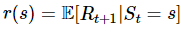 r(s) = 𝔼[R_{t+1}|S_t = s]